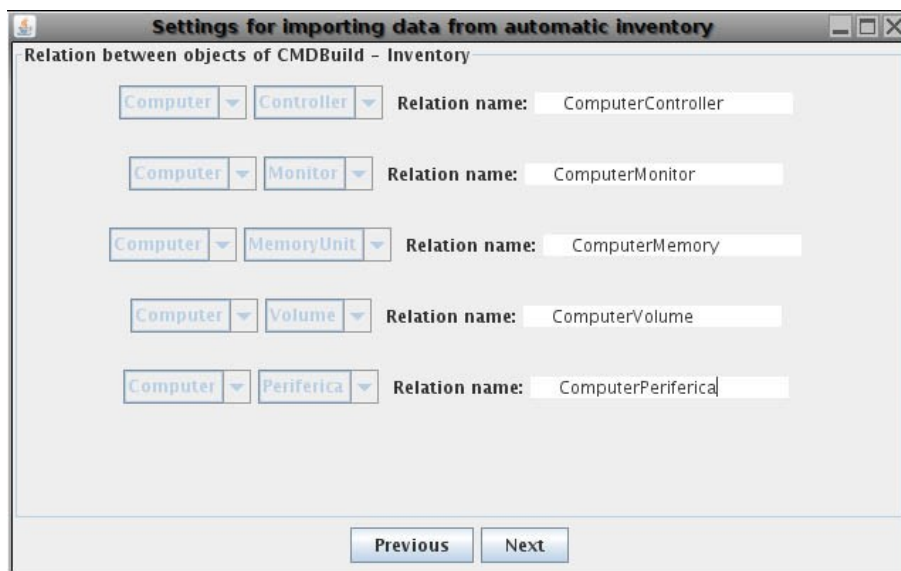 Settings for importing data from automatic inventory
Relation between objects of CMDBuild – Inventory
Computer Controller Relation name: ComputerController
Computer Monitor Relation name: ComputerMonitor
Computer MemoryUnit Relation name: ComputerMemory
Computer Volume Relation name: ComputerVolume
Computer Periferica Relation name: ComputerPeriferica
Previous Next